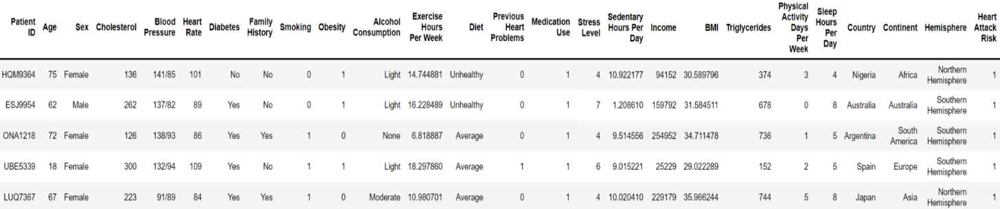 Patient ID Age Sex Cholesterol Blood Pressure Heart Rate Diabetes Family History Smoking Obesity Alcohol Consumption Exercise Hours Per Week Diet Previous Heart Problems Medication Use Stress Level Sedentary Hours Per Day Income BMI Triglycerides Physical Activity Days Per Week Sleep Hours Per Day Country Continent Hemisphere Heart Attack Risk
HQM9364 75 Female 136 141/85 101 No No 0 1 Light 14.744881 Unhealthy 0 1 4 10.922177 94152 30.589796 374 3 4 Nigeria Africa Northern Hemisphere 1
ESJ9954 62 Male 262 137/82 89 Yes No 0 1 Light 16.228489 Unhealthy 0 1 7 1.208610 159792 31.584511 678 0 8 Australia Australia Southern Hemisphere 1
ONA1218 72 Female 126 138/93 86 Yes Yes 1 0 None 6.818887 Average 0 1 4 9.514556 254952 34.711478 736 1 5 Argentina South America Southern Hemisphere 1
UBE5339 18 Female 300 132/94 109 Yes No 1 1 Light 18.297860 Average 1 1 6 9.015221 25229 29.022289 152 2 5 Spain Europe Southern Hemisphere 1
LUQ7367 67 Female 223 91/89 84 Yes Yes 1 0 Moderate 10.980701 Average 0 1 4 10.020410 229179 35.966244 744 5 8 Japan Asia Northern Hemisphere 1